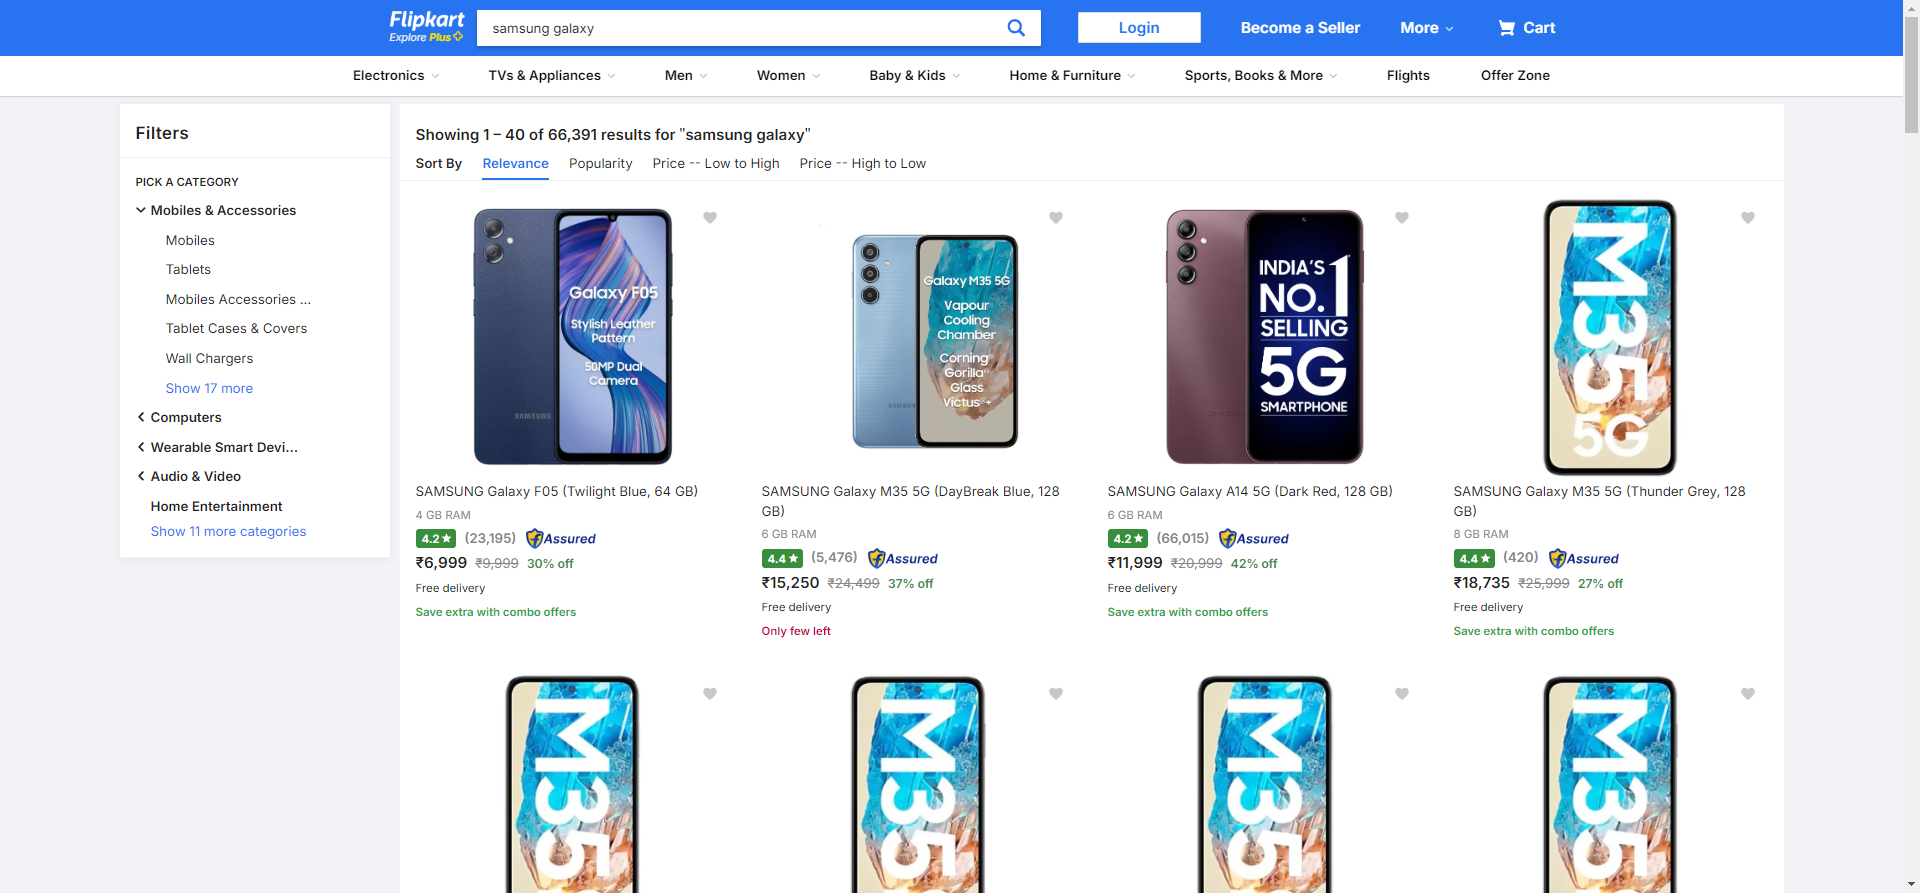 Flipkart
Explore Plus
samsung galaxy
Login
Become a Seller
More
Cart
Electronics
TVs & Appliances
Men
Women
Baby & Kids
Home & Furniture
Sports, Books & More
Flights
Offer Zone
Filters
PICK A CATEGORY
Mobiles & Accessories
Mobiles
Tablets
Mobiles Accessories ...
Tablet Cases & Covers
Wall Chargers
Show 17 more
Computers
Wearable Smart Devi...
Audio & Video
Home Entertainment
Show 11 more categories
Showing 1 – 40 of 66,391 results for "samsung galaxy"
Sort By
Relevance
Popularity
Price -- Low to High
Price -- High to Low
Galaxy F05
Stylish Leather
Pattern
50MP Dual
Camera
SAMSUNG
SAMSUNG Galaxy F05 (Twilight Blue, 64 GB)
4 GB RAM
4.2★ (23,195) Assured
₹6,999 ₹9,999 30% off
Free delivery
Save extra with combo offers
Galaxy M35 5G
Vapour
Cooling
Chamber
Corning®
Gorilla®
Glass
Victus®+
SAMSUNG Galaxy M35 5G (DayBreak Blue, 128
GB)
6 GB RAM
4.4★ (5,476) Assured
₹15,250 ₹24,499 37% off
Free delivery
Only few left
INDIA'S
NO.1
SELLING
5G
SMARTPHONE
SAMSUNG Galaxy A14 5G (Dark Red, 128 GB)
6 GB RAM
4.2★ (66,015) Assured
₹11,999 ₹20,999 42% off
Free delivery
Save extra with combo offers
M35
5G
SAMSUNG Galaxy M35 5G (Thunder Grey, 128
GB)
8 GB RAM
4.4★ (420) Assured
₹18,735 ₹25,999 27% off
Free delivery
Save extra with combo offers
M35
M35
M35
M35